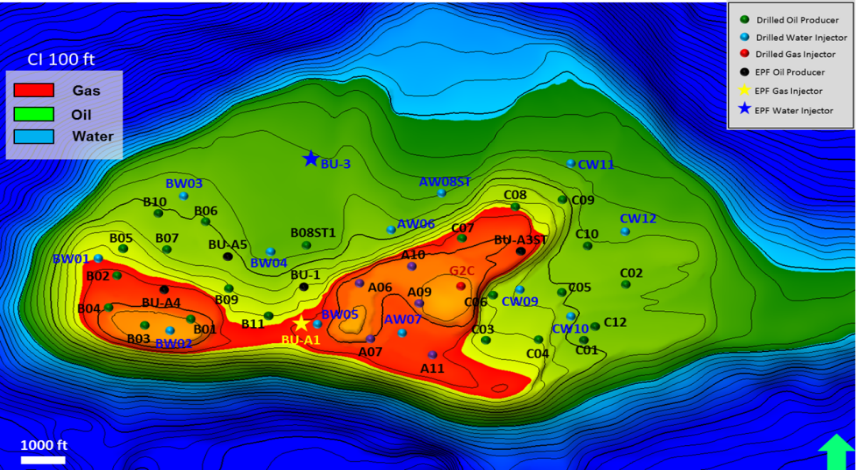 CI 100 ft
Gas
Oil
Water
Drilled Oil Producer
Drilled Water Injector
Drilled Gas Injector
EPF Oil Producer
EPF Gas Injector
EPF Water Injector
BU-3
CW11
BW03
AW08ST
C08
C09
B10
B06
AW06
CW12
B05
B07
BU-A5
B08ST1
C07
BU-A3ST
C10
BW01
BW04
A10
B02
BU-1
G2C
C02
BU-A4
B09
A06
A09
C06
CW09
C05
B04
B01
B11
BW05
AW07
CW10
C12
B03
BW02
BU-A1
C03
A07
C04
C01
A11
1000 ft